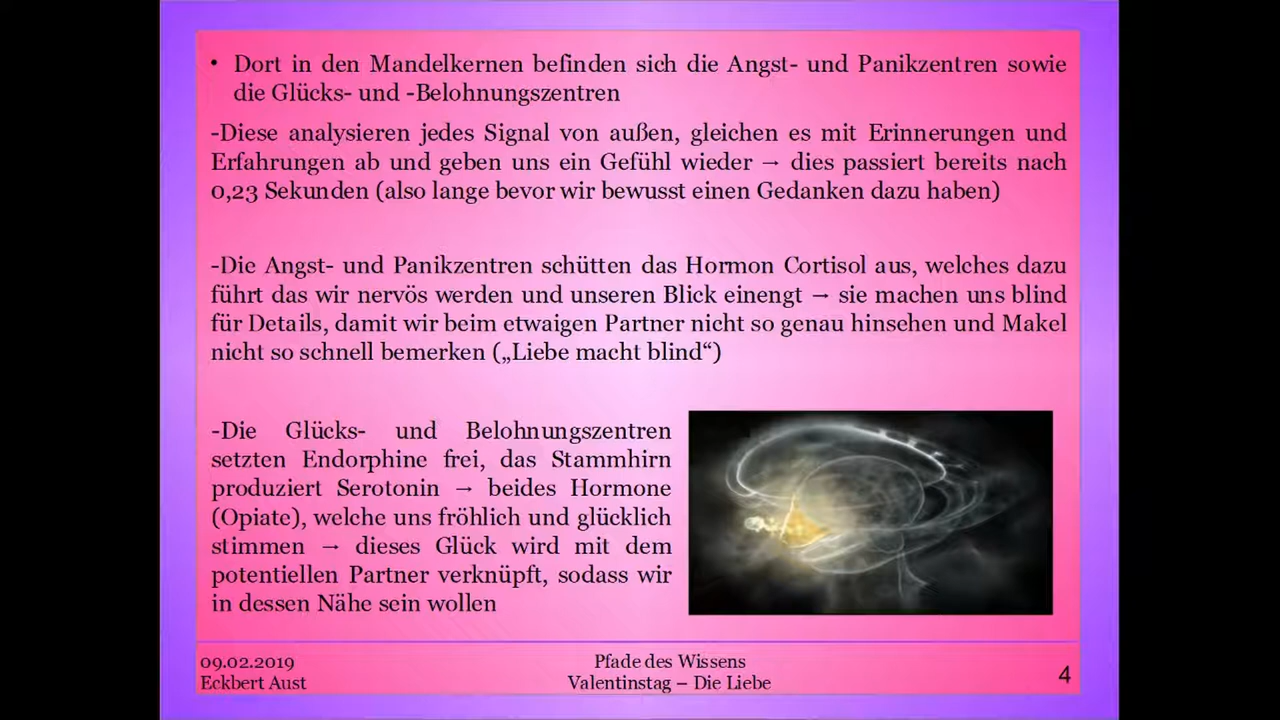 • Dort in den Mandelkernen befinden sich die Angst- und Panikzentren sowie
die Glücks- und -Belohnungszentren
-Diese analysieren jedes Signal von außen, gleichen es mit Erinnerungen und
Erfahrungen ab und geben uns ein Gefühl wieder → dies passiert bereits nach
0,23 Sekunden (also lange bevor wir bewusst einen Gedanken dazu haben)
-Die Angst- und Panikzentren schütten das Hormon Cortisol aus, welches dazu
führt das wir nervös werden und unseren Blick einengt → sie machen uns blind
für Details, damit wir beim etwaigen Partner nicht so genau hinsehen und Makel
nicht so schnell bemerken („Liebe macht blind“)
-Die Glücks- und Belohnungszentren
setzten Endorphine frei, das Stammhirn
produziert Serotonin → beides Hormone
(Opiate), welche uns fröhlich und glücklich
stimmen → dieses Glück wird mit dem
potentiellen Partner verknüpft, sodass wir
in dessen Nähe sein wollen
09.02.2019
Eckbert Aust
Pfade des Wissens
Valentinstag – Die Liebe
4